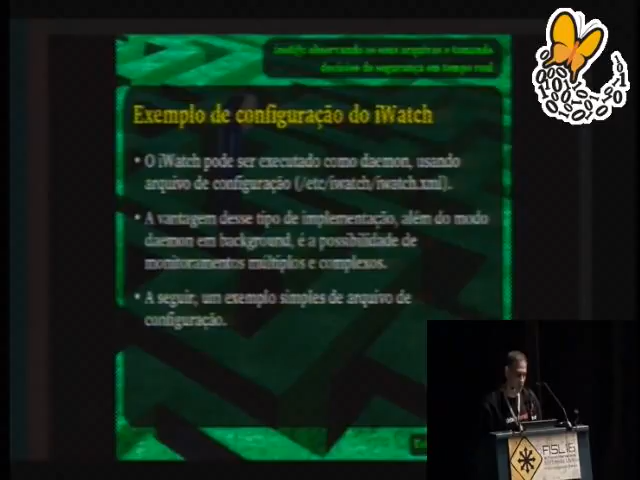 inotify: observando os seus arquivos e tomando
decisões de segurança em tempo real
Exemplo de configuração do iWatch
• O iWatch pode ser executado como daemon, usando
arquivo de configuração (/etc/iwatch/iwatch.xml).
• A vantagem desse tipo de implementação, além do modo
daemon em background, é a possibilidade de
monitoramentos múltiplos e complexos.
• A seguir, um exemplo simples de arquivo de
configuração.
FISL15